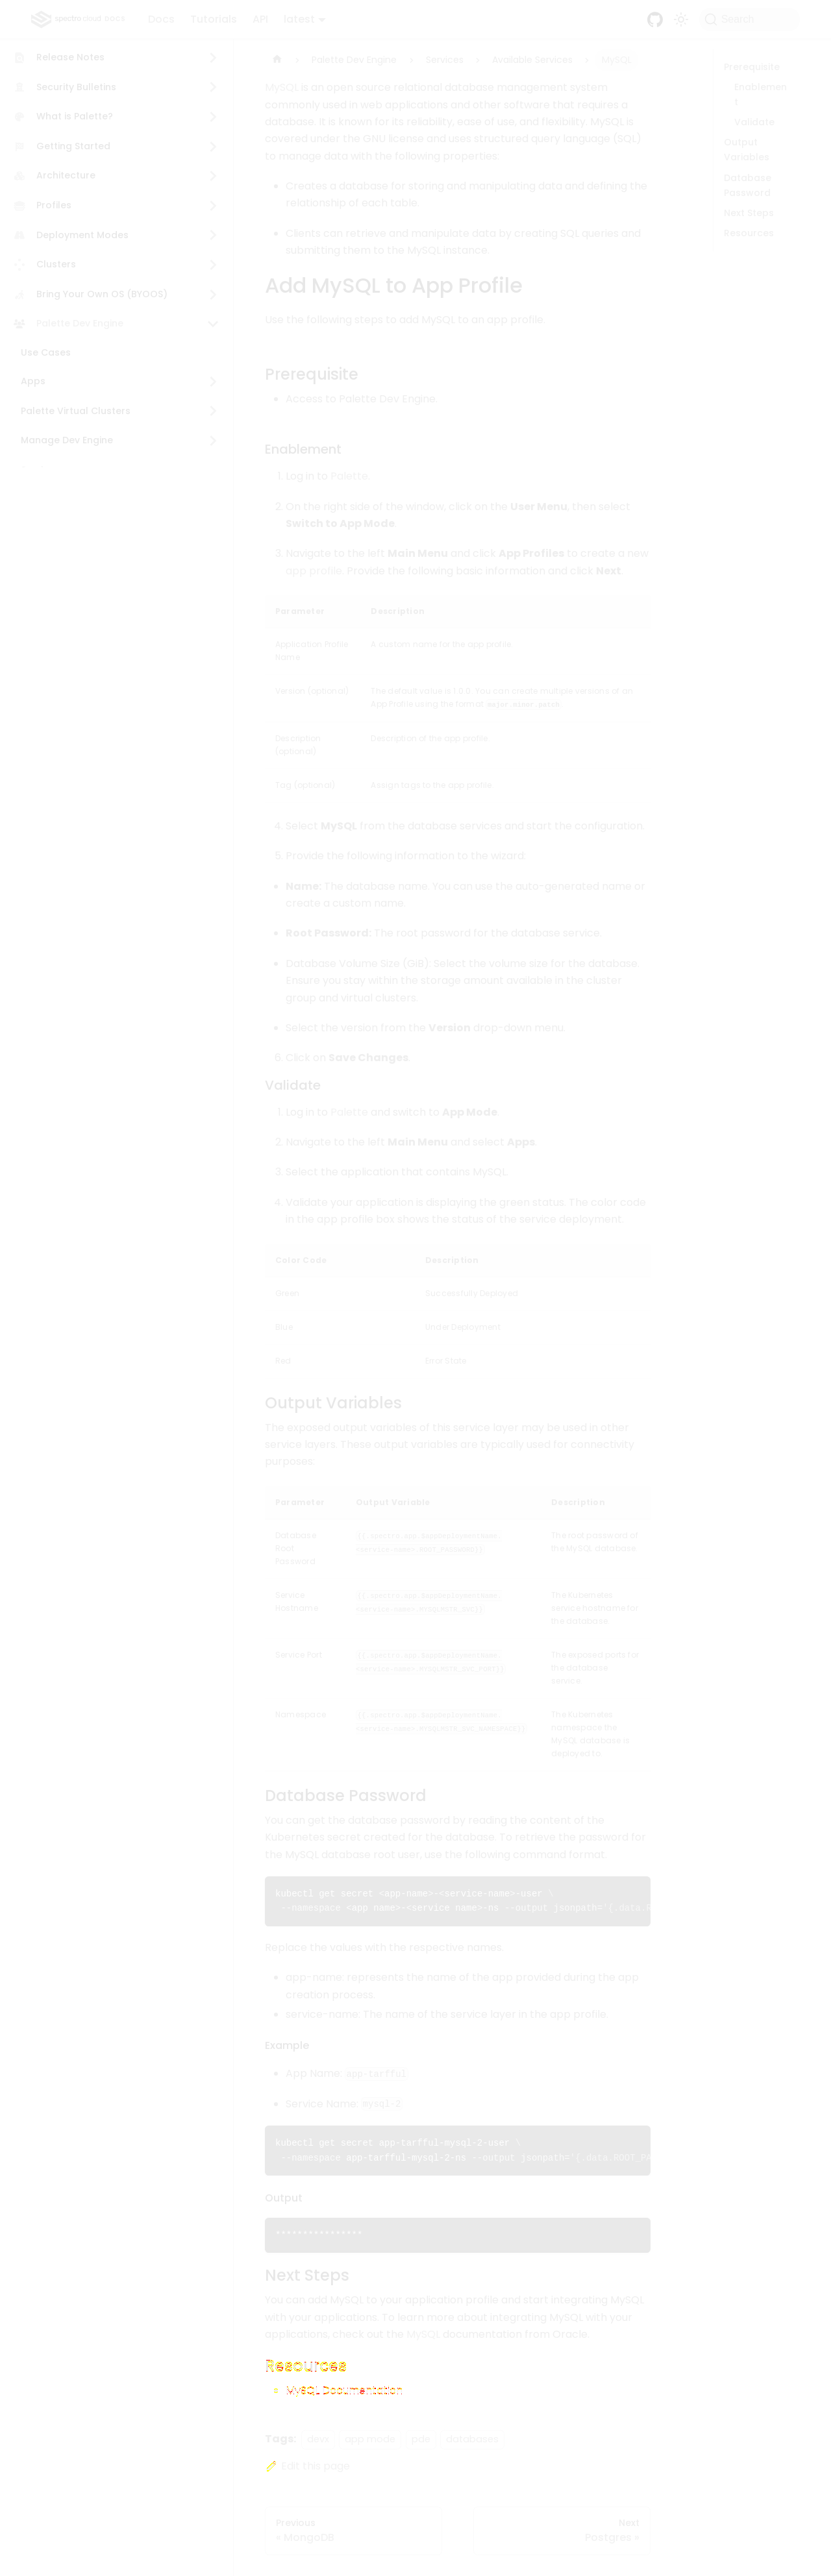 spectro cloud DOCS
Docs
Tutorials
API
latest
Search
Release Notes
Security Bulletins
What is Palette?
Getting Started
Architecture
Profiles
Deployment Modes
Clusters
Bring Your Own OS (BYOOS)
Palette Dev Engine
Use Cases
Apps
Palette Virtual Clusters
Manage Dev Engine
Palette Dev Engine
Services
Available Services
MySQL
MySQL is an open source relational database management system
commonly used in web applications and other software that requires a
database. It is known for its reliability, ease of use, and flexibility. MySQL is
covered under the GNU license and uses structured query language (SQL)
to manage data with the following properties:
Creates a database for storing and manipulating data and defining the
relationship of each table.
Clients can retrieve and manipulate data by creating SQL queries and
submitting them to the MySQL instance.
Add MySQL to App Profile
Use the following steps to add MySQL to an app profile.
Prerequisite
Access to Palette Dev Engine.
Enablement
1. Log in to Palette.
2. On the right side of the window, click on the User Menu, then select
Switch to App Mode.
3. Navigate to the left Main Menu and click App Profiles to create a new
app profile. Provide the following basic information and click Next.
Parameter Description
Application Profile A custom name for the app profile.
Name
Version (optional) The default value is 1.0.0. You can create multiple versions of an
App Profile using the format major.minor.patch.
Description Description of the app profile.
(optional)
Tag (optional) Assign tags to the app profile.
4. Select MySQL from the database services and start the configuration.
5. Provide the following information to the wizard:
Name: The database name. You can use the auto-generated name or
create a custom name.
Root Password: The root password for the database service.
Database Volume Size (GiB): Select the volume size for the database.
Ensure you stay within the storage amount available in the cluster
group and virtual clusters.
Select the version from the Version drop-down menu.
6. Click on Save Changes.
Validate
1. Log in to Palette and switch to App Mode.
2. Navigate to the left Main Menu and select Apps.
3. Select the application that contains MySQL.
4. Validate your application is displaying the green status. The color code
in the app profile box shows the status of the service deployment.
Color Code Description
Green Successfully Deployed
Blue Under Deployment
Red Error State
Output Variables
The exposed output variables of this service layer may be used in other
service layers. These output variables are typically used for connectivity
purposes:
Parameter Output Variable Description
Database The root password of
Root the MySQL database.
Password
Service The Kubernetes
Hostname service hostname for
the database.
Service Port The exposed ports for
the database
service.
Namespace The Kubernetes
namespace the
MySQL database is
deployed to.
Database Password
You can get the database password by reading the content of the
Kubernetes secret created for the database. To retrieve the password for
the MySQL database root user, use the following command format.
kubectl get secret <app-name>-<service-name>-user \
--namespace <app name>-<service name>-ns --output jsonpath='{.data.R
Replace the values with the respective names.
app-name: represents the name of the app provided during the app
creation process.
service-name: The name of the service layer in the app profile.
Example
App Name: app-tarfful
Service Name: mysql-2
kubectl get secret app-tarfful-mysql-2-user \
--namespace app-tarfful-mysql-2-ns --output jsonpath='{.data.ROOT_PA
Output
****************
Next Steps
You can add MySQL to your application profile and start integrating MySQL
with your applications. To learn more about integrating MySQL with your
applications, check out the MySQL documentation from Oracle.
Resources
MySQL Documentation
Tags: app mode pde databases
Edit this page
Previous
« MongoDB
Next
Postgres »
Prerequisite
Enablemen
t
Validate
Output
Variables
Database
Password
Next Steps
Resources